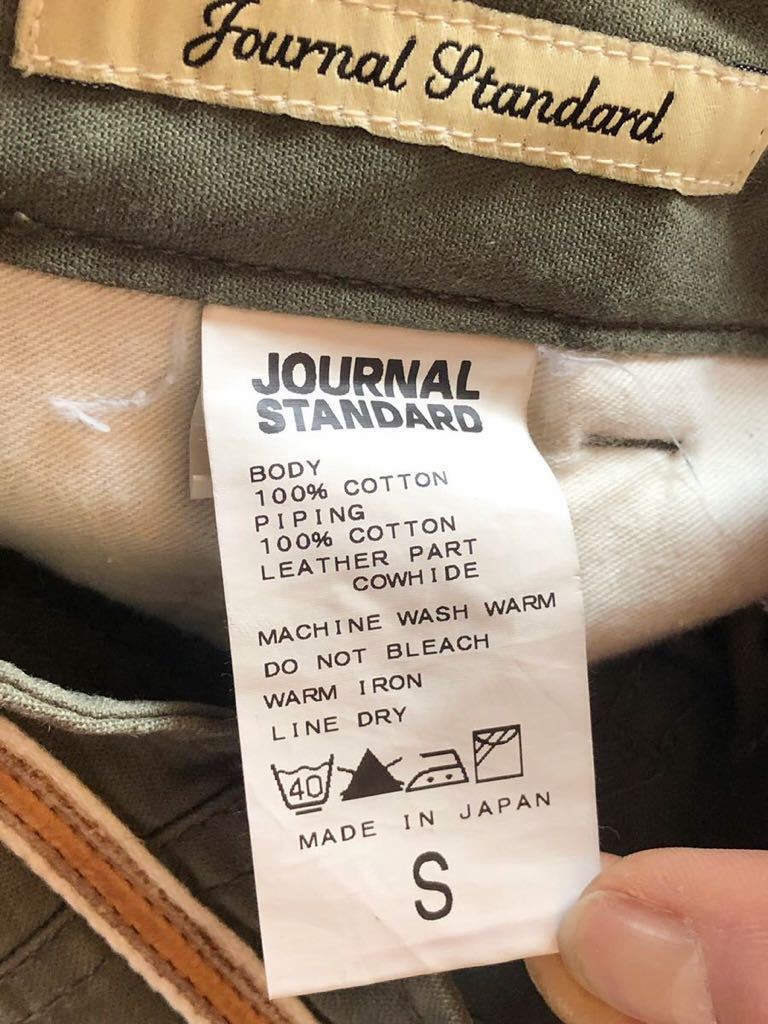 Journal Standard
JOURNAL
STANDARD
BODY
100% COTTON
PIPING
100% COTTON
LEATHER PART
COWHIDE
MACHINE WASH WARM
DO NOT BLEACH
WARM IRON
LINE DRY
40
MADE IN JAPAN
S